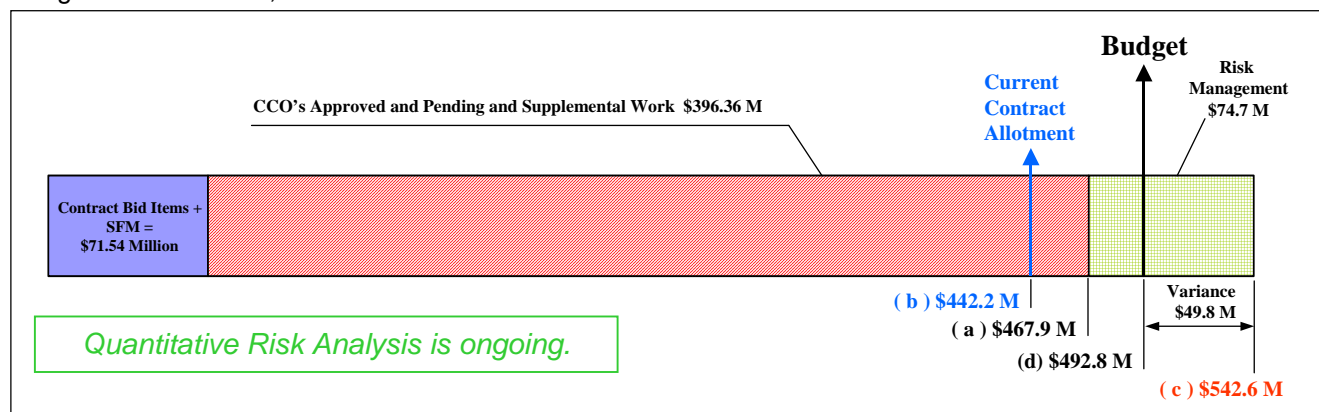 Budget
Risk
Management
$74.7 M
Current
Contract
Allotment
CCO's Approved and Pending and Supplemental Work $396.36 M
Contract Bid Items +
SFM =
$71.54 Million
( b ) $442.2 M
( a ) $467.9 M
(d) $492.8 M
Variance
$49.8 M
( c ) $542.6 M
Quantitative Risk Analysis is ongoing.